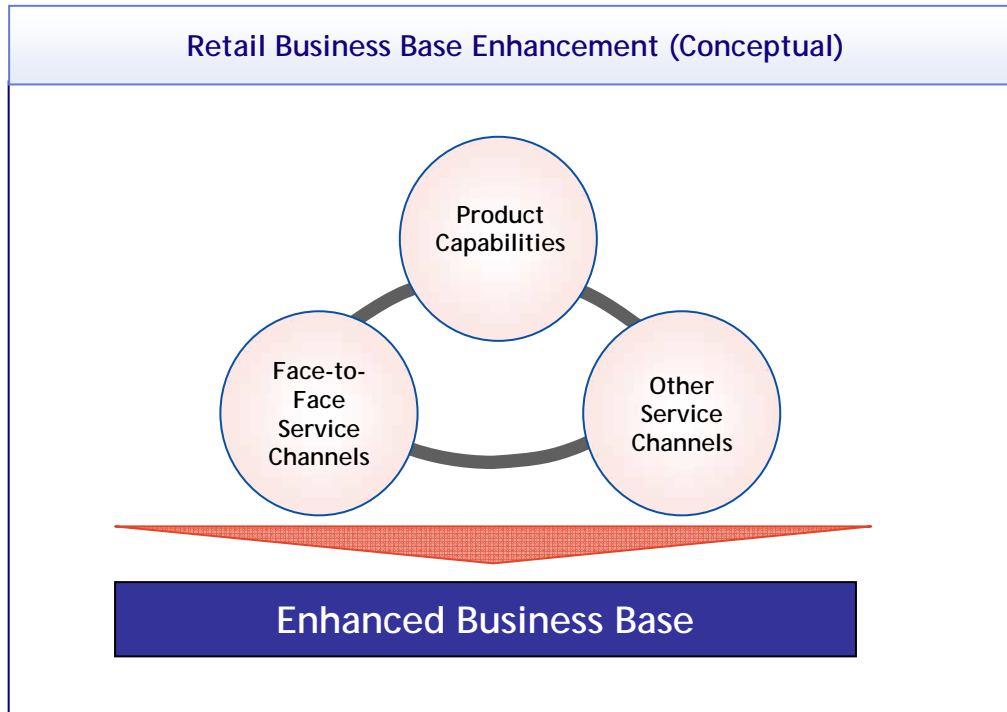 Retail Business Base Enhancement (Conceptual)
Product
Capabilities
Face-to-
Face
Service
Channels
Other
Service
Channels
Enhanced Business Base